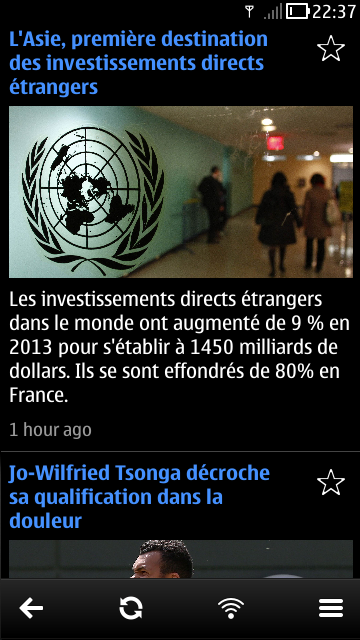 22:37
L'Asie, première destination
des investissements directs
étrangers
Les investissements directs étrangers
dans le monde ont augmenté de 9 % en
2013 pour s'établir à 1450 milliards de
dollars. Ils se sont effondrés de 80% en
France.
1 hour ago
Jo-Wilfried Tsonga décroche
sa qualification dans la
douleur